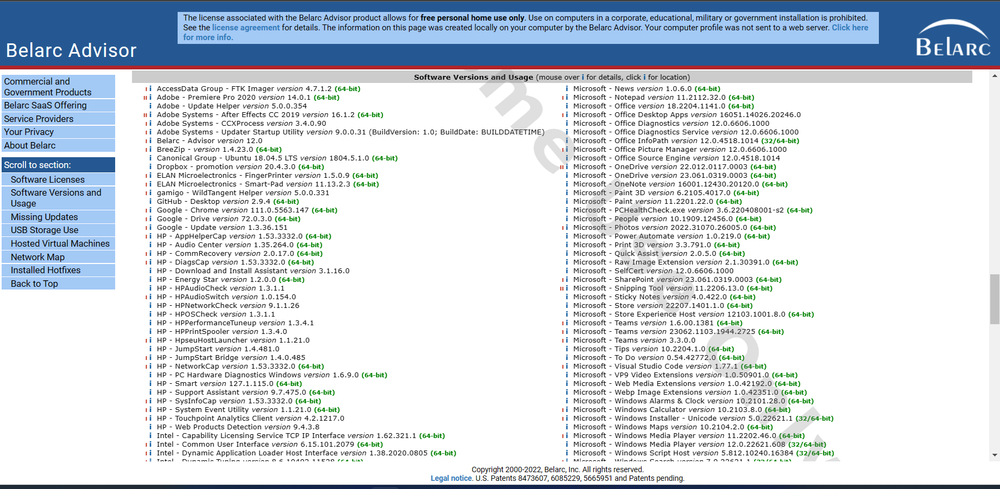 The license associated with the Belarc Advisor product allows for free personal home use only. Use on computers in a corporate, educational, military or government installation is prohibited.
See the license agreement for details. The information on this page was created locally on your computer by the Belarc Advisor. Your computer profile was not sent to a web server. Click here
for more info.
Belarc Advisor
BELARC
Commercial and
Government Products
Belarc SaaS Offering
Service Providers
Your Privacy
About Belarc
Scroll to section:
Software Licenses
Software Versions and
Usage
Missing Updates
USB Storage Use
Hosted Virtual Machines
Network Map
Installed Hotfixes
Back to Top
Software Versions and Usage (mouse over i for details, click i for location)
i AccessData Group - FTK Imager version 4.7.1.2 (64-bit)
i Adobe - Premiere Pro 2020 version 14.0.1 (64-bit)
i Adobe - Update Helper version 5.0.0.354
i Adobe Systems - After Effects CC 2019 version 16.1.2 (64-bit)
i Adobe Systems - CCXProcess version 3.4.0.90
i Adobe Systems - Updater Startup Utility version 9.0.0.31 (BuildVersion: 1.0; BuildDate: BUILDDATETIME)
i Belarc - Advisor version 12.0
i BreeZip - version 1.4.23.0 (64-bit)
i Canonical Group - Ubuntu 18.04.5 LTS version 1804.5.1.0 (64-bit)
i Dropbox - promotion version 20.4.3.0 (64-bit)
i ELAN Microelectronics - FingerPrinter version 1.5.0.9 (64-bit)
i ELAN Microelectronics - Smart-Pad version 11.13.2.3 (64-bit)
i gamigo - WildTangent Helper version 5.0.0.331
i GitHub - Desktop version 2.9.4 (64-bit)
i Google - Chrome version 111.0.5563.147 (64-bit)
i Google - Drive version 72.0.3.0 (64-bit)
i Google - Update version 1.3.36.151
i HP - AppHelperCap version 1.53.3332.0 (64-bit)
i HP - Audio Center version 1.35.264.0 (64-bit)
i HP - CommRecovery version 2.0.17.0 (64-bit)
i HP - DiagsCap version 1.53.3332.0 (64-bit)
i HP - Download and Install Assistant version 3.1.16.0
i HP - Energy Star version 1.2.0.0 (64-bit)
i HP - HPAudioCheck version 1.3.1.1
i HP - HPAudioSwitch version 1.0.154.0
i HP - HPNetworkCheck version 9.1.1.26
i HP - HPOSCheck version 1.3.1.1
i HP - HPPerformanceTuneup version 1.3.4.1
i HP - HPPrintSpooler version 1.3.4.0
i HP - HpseuHostLauncher version 1.1.21.0
i HP - JumpStart version 1.4.481.0
i HP - JumpStart Bridge version 1.4.0.485
i HP - NetworkCap version 1.53.3332.0 (64-bit)
i HP - PC Hardware Diagnostics Windows version 1.6.9.0 (64-bit)
i HP - Smart version 127.1.115.0 (64-bit)
i HP - Support Assistant version 9.7.475.0 (64-bit)
i HP - SysInfoCap version 1.53.3332.0 (64-bit)
i HP - System Event Utility version 1.1.21.0 (64-bit)
i HP - Touchpoint Analytics Client version 4.2.1217.0
i HP - Web Products Detection version 9.4.3.8
i Intel - Capability Licensing Service TCP IP Interface version 1.62.321.1 (64-bit)
i Intel - Common User Interface version 6.15.101.2079 (64-bit)
i Intel - Dynamic Application Loader Host Interface version 1.38.2020.0805 (64-bit)
i Intel - Dynamic Tuning version 8.6.10402.11528 (64-bit)
i Microsoft - News version 1.0.6.0 (64-bit)
i Microsoft - Notepad version 11.2112.32.0 (64-bit)
i Microsoft - Office version 18.2204.1141.0 (64-bit)
i Microsoft - Office Desktop Apps version 16051.14026.20246.0
i Microsoft - Office Diagnostics version 12.0.6606.1000
i Microsoft - Office Diagnostics Service version 12.0.6606.1000
i Microsoft - Office InfoPath version 12.0.4518.1014 (32/64-bit)
i Microsoft - Office Picture Manager version 12.0.6606.1000
i Microsoft - Office Source Engine version 12.0.4518.1014
i Microsoft - OneDrive version 22.012.0117.0003 (64-bit)
i Microsoft - OneDrive version 23.061.0319.0003 (64-bit)
i Microsoft - OneNote version 16001.12430.20120.0 (64-bit)
i Microsoft - Paint 3D version 6.2105.4017.0 (64-bit)
i Microsoft - Paint version 11.2201.22.0 (64-bit)
i Microsoft - PCHealthCheck.exe version 3.6.220408001-s2 (64-bit)
i Microsoft - People version 10.1909.12456.0 (64-bit)
i Microsoft - Photos version 2022.31070.26005.0 (64-bit)
i Microsoft - Power Automate version 1.0.219.0 (64-bit)
i Microsoft - Print 3D version 3.3.791.0 (64-bit)
i Microsoft - Quick Assist version 2.0.5.0 (64-bit)
i Microsoft - Raw Image Extension version 2.1.30391.0 (64-bit)
i Microsoft - SelfCert version 12.0.6606.1000
i Microsoft - SharePoint version 23.061.0319.0003 (64-bit)
i Microsoft - Snipping Tool version 11.2206.13.0 (64-bit)
i Microsoft - Sticky Notes version 4.0.422.0 (64-bit)
i Microsoft - Store version 22207.1401.1.0 (64-bit)
i Microsoft - Store Experience Host version 12103.1001.8.0 (64-bit)
i Microsoft - Teams version 1.6.00.1381 (64-bit)
i Microsoft - Teams version 23062.1103.1944.2725 (64-bit)
i Microsoft - Teams version 3.3.0.0
i Microsoft - Tips version 10.2204.1.0 (64-bit)
i Microsoft - To Do version 0.54.42772.0 (64-bit)
i Microsoft - Visual Studio Code version 1.77.1 (64-bit)
i Microsoft - VP9 Video Extensions version 1.0.50901.0 (64-bit)
i Microsoft - Web Media Extensions version 1.0.42192.0 (64-bit)
i Microsoft - Webp Image Extensions version 1.0.42351.0 (64-bit)
i Microsoft - Windows Alarms & Clock version 10.2101.28.0 (64-bit)
i Microsoft - Windows Calculator version 10.2103.8.0 (64-bit)
i Microsoft - Windows Installer - Unicode version 5.0.22621.1 (32/64-bit)
i Microsoft - Windows Maps version 10.2104.2.0 (64-bit)
i Microsoft - Windows Media Player version 11.2202.46.0 (64-bit)
i Microsoft - Windows Media Player version 12.0.22621.608 (32/64-bit)
i Microsoft - Windows Script Host version 5.812.10240.16384 (32/64-bit)
i Microsoft - Windows Search version 7.0.22621.1 (32/64-bit)
ome use only
Copyright 2000-2022, Belarc, Inc. All rights reserved.
Legal notice. U.S. Patents 8473607, 6085229, 5665951 and Patents pending.